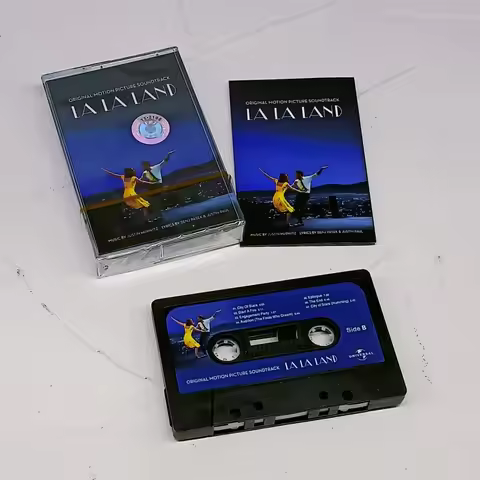 ORIGINAL MOTION PICTURE SOUNDTRACK
LA LA LAND
MUSIC BY JUSTIN HURWITZ LYRICS BY BENJ PASEK & JUSTIN PAUL
ORIGINAL MOTION PICTURE SOUNDTRACK
LA LA LAND
MUSIC BY JUSTIN HURWITZ LYRICS BY BENJ PASEK & JUSTIN PAUL
City Of Stars
Start A Fire
Engagement Party
Audition (The Fools Who Dream)
Epilogue
The End
City of Stars (Humming)
Side B
ORIGINAL MOTION PICTURE SOUNDTRACK LA LA LAND
UNIVERSAL